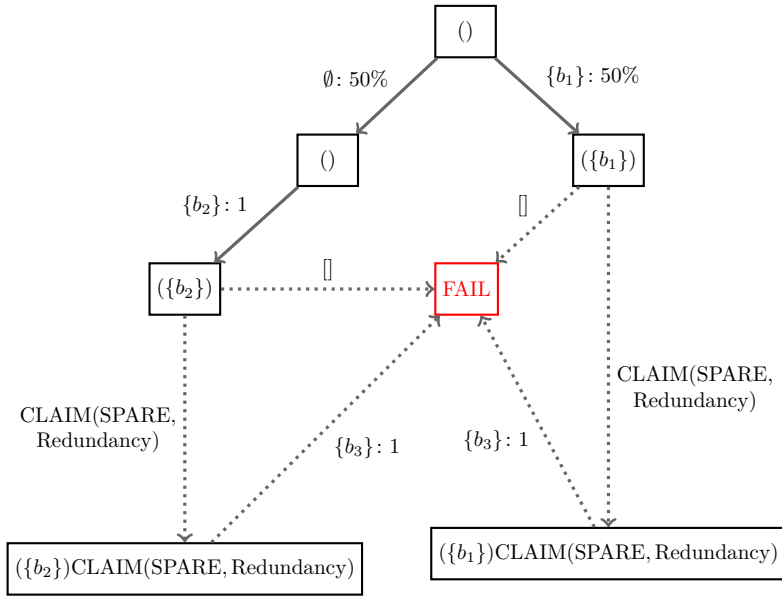 ()
∅: 50%
{b₁}: 50%
()
({b₁})
{b₂}: 1
[]
[]
({b₂})
FAIL
CLAIM(SPARE,
Redundancy)
CLAIM(SPARE,
Redundancy)
{b₃}: 1
{b₃}: 1
({b₂})CLAIM(SPARE, Redundancy)
({b₁})CLAIM(SPARE, Redundancy)